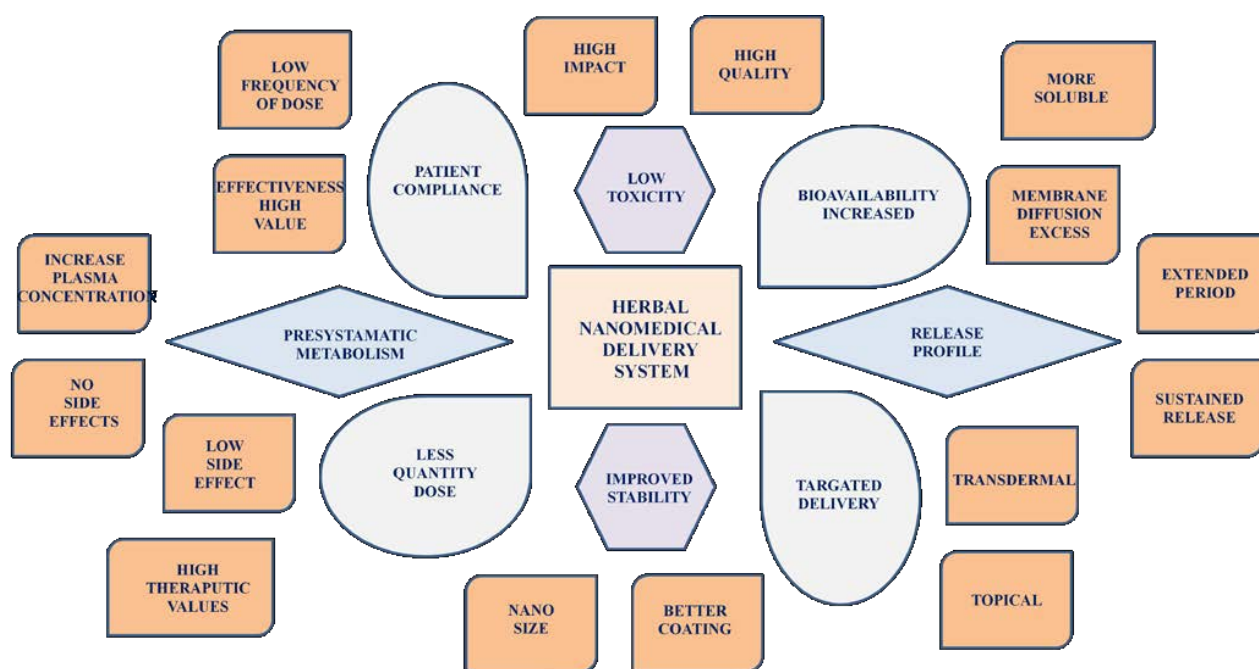 LOW
FREQUENCY
OF DOSE
HIGH
IMPACT
HIGH
QUALITY
MORE
SOLUBLE
PATIENT
COMPLIANCE
LOW
TOXICITY
BIOAVAILABILITY
INCREASED
EFFECTIVENESS
HIGH
VALUE
MEMBRANE
DIFFUSION
EXCESS
INCREASE
PLASMA
CONCENTRATION
EXTENDED
PERIOD
PRESYSTAMATIC
METABOLISM
HERBAL
NANOMEDICAL
DELIVERY
SYSTEM
RELEASE
PROFILE
NO
SIDE
EFFECTS
SUSTAINED
RELEASE
LOW
SIDE
EFFECT
LESS
QUANTITY
DOSE
IMPROVED
STABILITY
TARGATED
DELIVERY
TRANSDERMAL
HIGH
THERAPUTIC
VALUES
NANO
SIZE
BETTER
COATING
TOPICAL